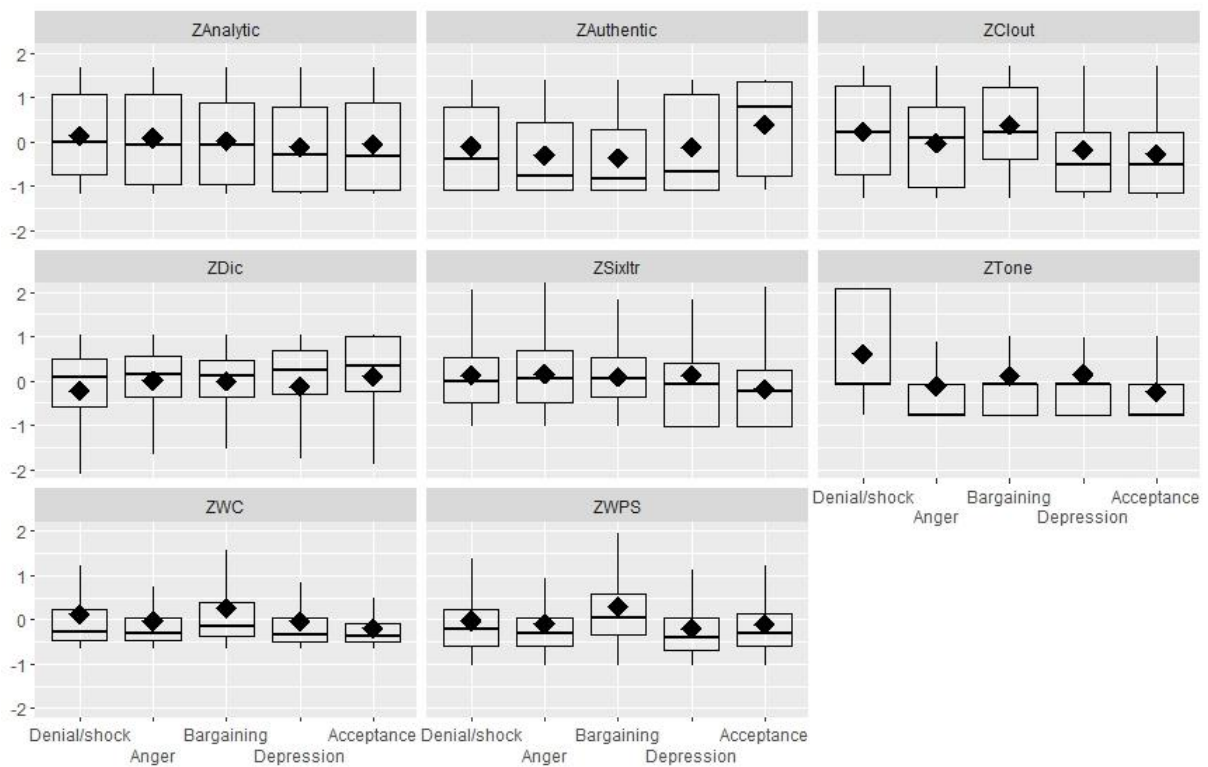 ZAnalytic
ZAuthentic
ZClout
2
1
0
-1
-2
ZDic
ZSixltr
ZTone
2
1
0
-1
-2
Denial/shock Bargaining Acceptance
Anger Depression
ZWC
ZWPS
2
1
0
-1
-2
Denial/shock Bargaining Acceptance
Anger Depression
Denial/shock Bargaining Acceptance
Anger Depression